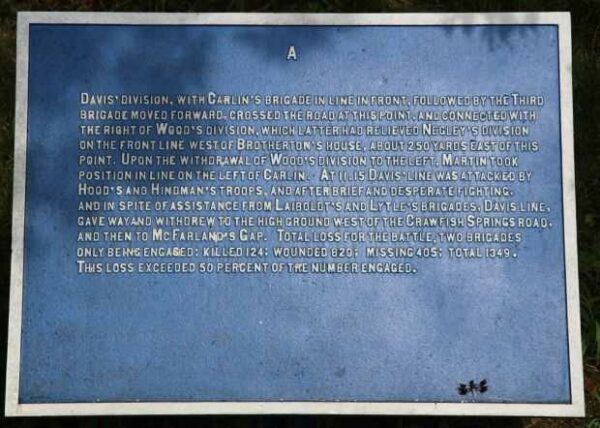 A
DAVIS' DIVISION, WITH CARLIN'S BRIGADE IN LINE IN FRONT, FOLLOWED BY THE THIRD
BRIGADE MOVED FORWARD, CROSSED THE ROAD AT THIS POINT, AND CONNECTED WITH
THE RIGHT OF WOOD'S DIVISION, WHICH LATTER HAD RELIEVED NEGLEY'S DIVISION
ON THE FRONT LINE WEST OF BROTHERTON'S HOUSE, ABOUT 250 YARDS EAST OF THIS
POINT. UPON THE WITHDRAWAL OF WOOD'S DIVISION TO THE LEFT, MARTIN TOOK
POSITION IN LINE ON THE LEFT OF CARLIN. AT 11.15 DAVIS' LINE WAS ATTACKED BY
HOOD'S AND HINDMAN'S TROOPS, AND AFTER BRIEF AND DESPERATE FIGHTING,
AND IN SPITE OF ASSISTANCE FROM LAIBOLDT'S AND LYTLE'S BRIGADES, DAVIS, LINE,
GAVE WAY AND WITHDREW TO THE HIGH GROUND WEST OF THE CRAWFISH SPRINGS ROAD,
AND THEN TO MCFARLAND'S GAP. TOTAL LOSS FOR THE BATTLE, TWO BRIGADES
ONLY BEING ENGAGED: KILLED 124; WOUNDED 820; MISSING 405; TOTAL 1349.
THIS LOSS EXCEEDED 50 PERCENT OF THE NUMBER ENGAGED.